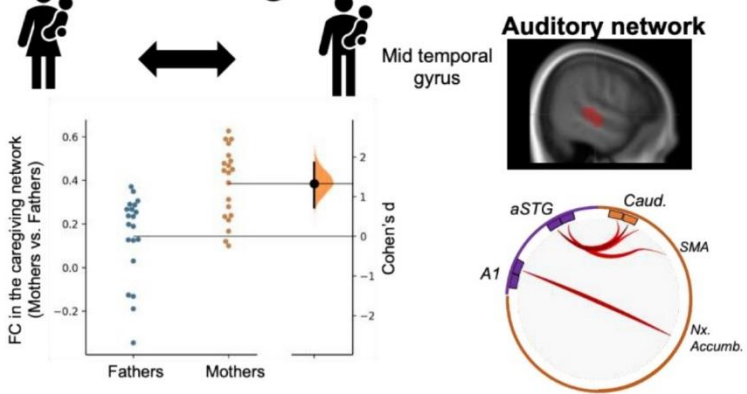 Auditory network
Mid temporal
gyrus
FC in the caregiving network
(Mothers vs. Fathers)
0.6
0.4
0.2
0.0
−0.2
Fathers
Mothers
2
1
0
−1
−2
Cohen's d
aSTG
Caud.
SMA
A1
Nx.
Accumb.